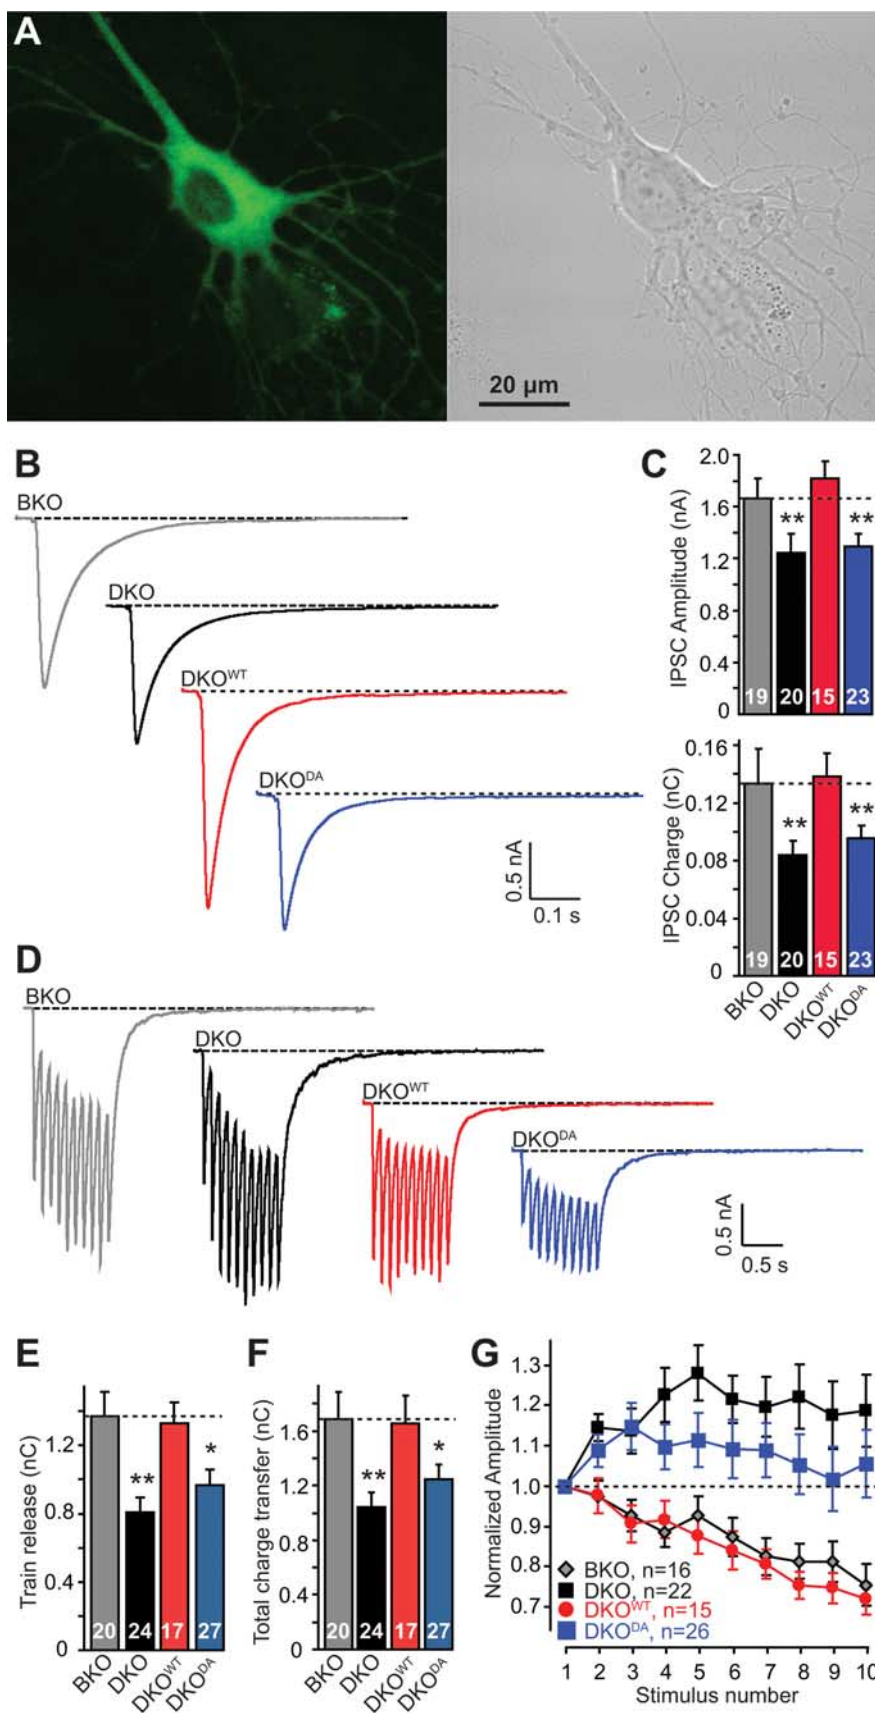 A
20 µm
B
BKO
DKO
DKO^WT
DKO^DA
0.5 nA
0.1 s
C
IPSC Amplitude (nA)
2.0
1.6
1.2
0.8
0.4
0
**
**
19
20
15
23
IPSC Charge (nC)
0.16
0.12
0.08
0.04
0
**
**
19
20
15
23
BKO
DKO
DKO^WT
DKO^DA
D
BKO
DKO
DKO^WT
DKO^DA
0.5 nA
0.5 s
E
Train release (nC)
1.2
0.8
0.4
0
**
*
20
24
17
27
BKO
DKO
DKO^WT
DKO^DA
F
Total charge transfer (nC)
1.6
1.2
0.8
0.4
0
**
*
20
24
17
27
BKO
DKO
DKO^WT
DKO^DA
G
Normalized Amplitude
1.3
1.2
1.1
1.0
0.9
0.8
0.7
BKO, n=16
DKO, n=22
DKO^WT, n=15
DKO^DA, n=26
1 2 3 4 5 6 7 8 9 10
Stimulus number